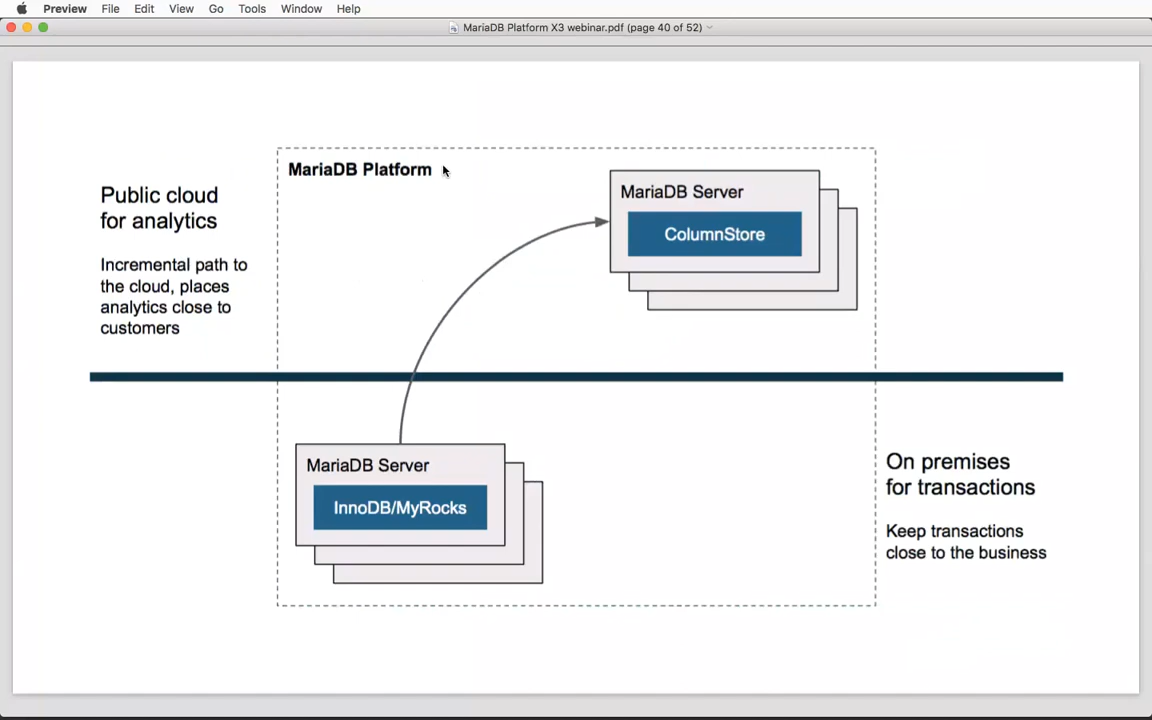 Preview File Edit View Go Tools Window Help
MariaDB Platform X3 webinar.pdf (page 40 of 52)
MariaDB Platform
Public cloud
for analytics
Incremental path to
the cloud, places
analytics close to
customers
MariaDB Server
ColumnStore
MariaDB Server
InnoDB/MyRocks
On premises
for transactions
Keep transactions
close to the business